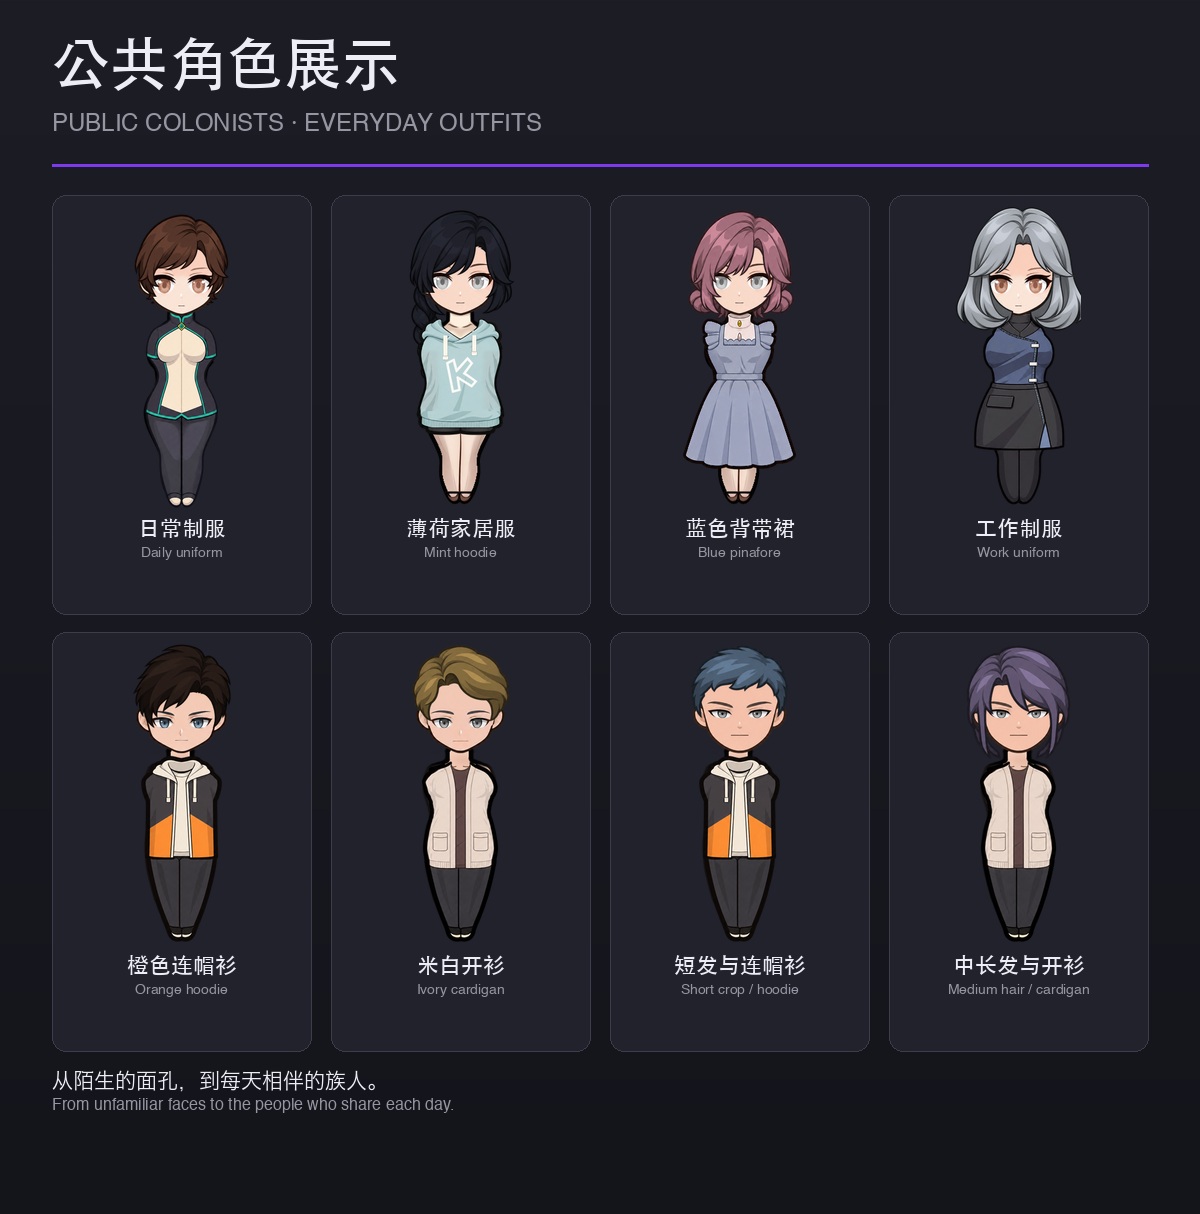 公共角色展示
PUBLIC COLONISTS · EVERYDAY OUTFITS
K
日常制服
Daily uniform
薄荷家居服
Mint hoodie
蓝色背带裙
Blue pinafore
工作制服
Work uniform
橙色连帽衫
Orange hoodie
米白开衫
Ivory cardigan
短发与连帽衫
Short crop / hoodie
中长发与开衫
Medium hair / cardigan
从陌生的面孔，到每天相伴的族人。
From unfamiliar faces to the people who share each day.